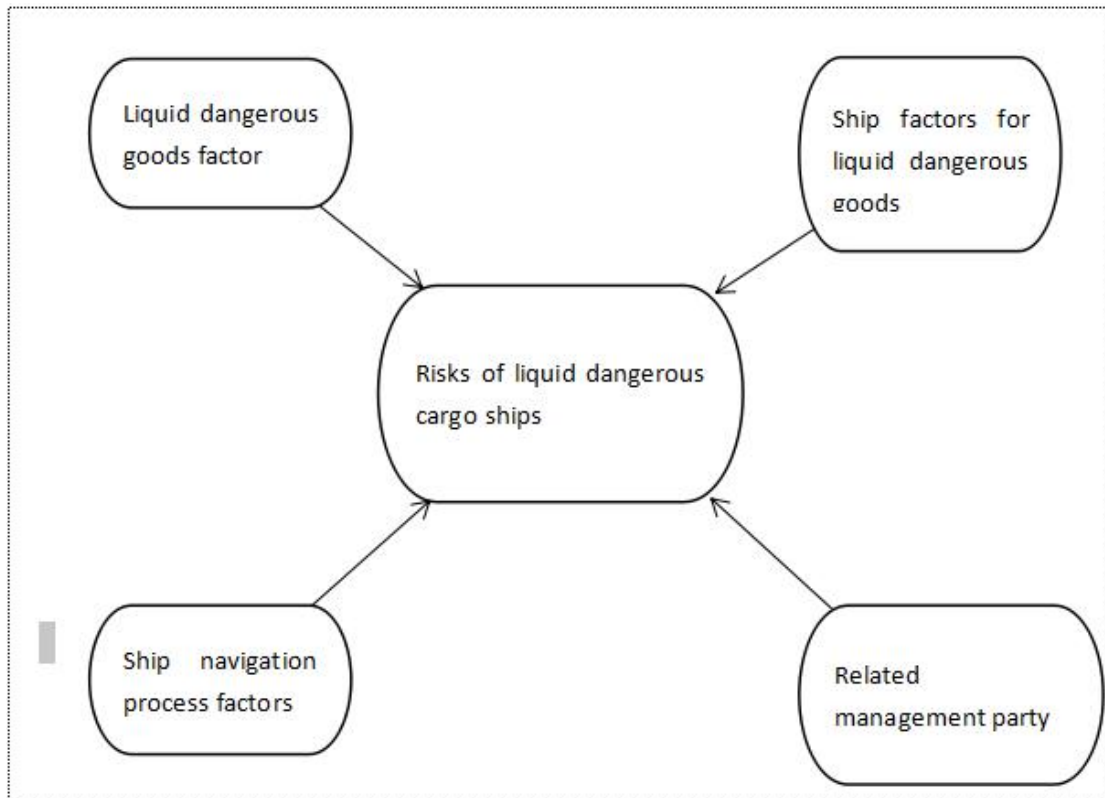 Liquid dangerous
goods factor
Ship factors for
liquid dangerous
goods
Risks of liquid dangerous
cargo ships
Ship navigation
process factors
Related
management party